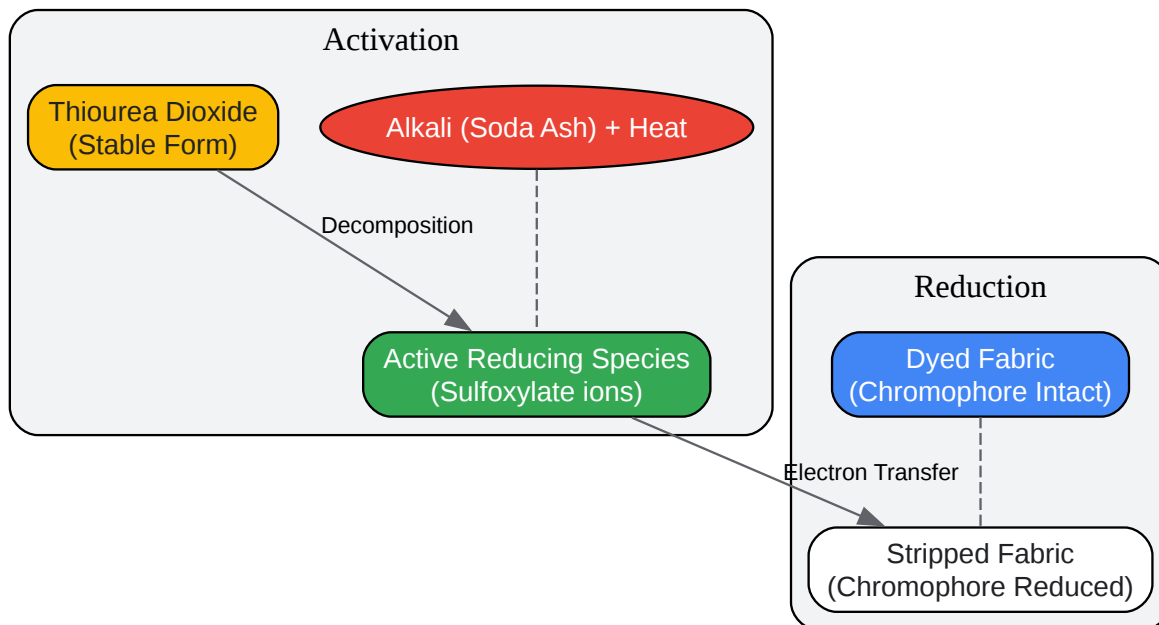 Activation
Thiourea Dioxide
(Stable Form)
Alkali (Soda Ash) + Heat
Decomposition
Active Reducing Species
(Sulfoxylate ions)
Reduction
Dyed Fabric
(Chromophore Intact)
Electron Transfer
Stripped Fabric
(Chromophore Reduced)